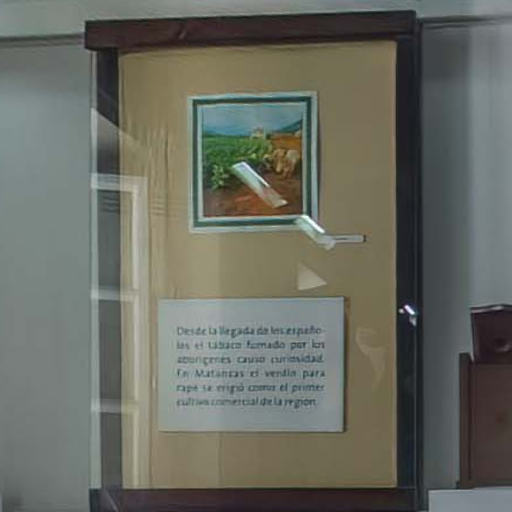 Desde la llegada de los españo-
les el tabaco fumado por los
aborígenes causó curiosidad.
En Matanzas el verdín para
rapé se erigió como el primer
cultivo comercial de la región.